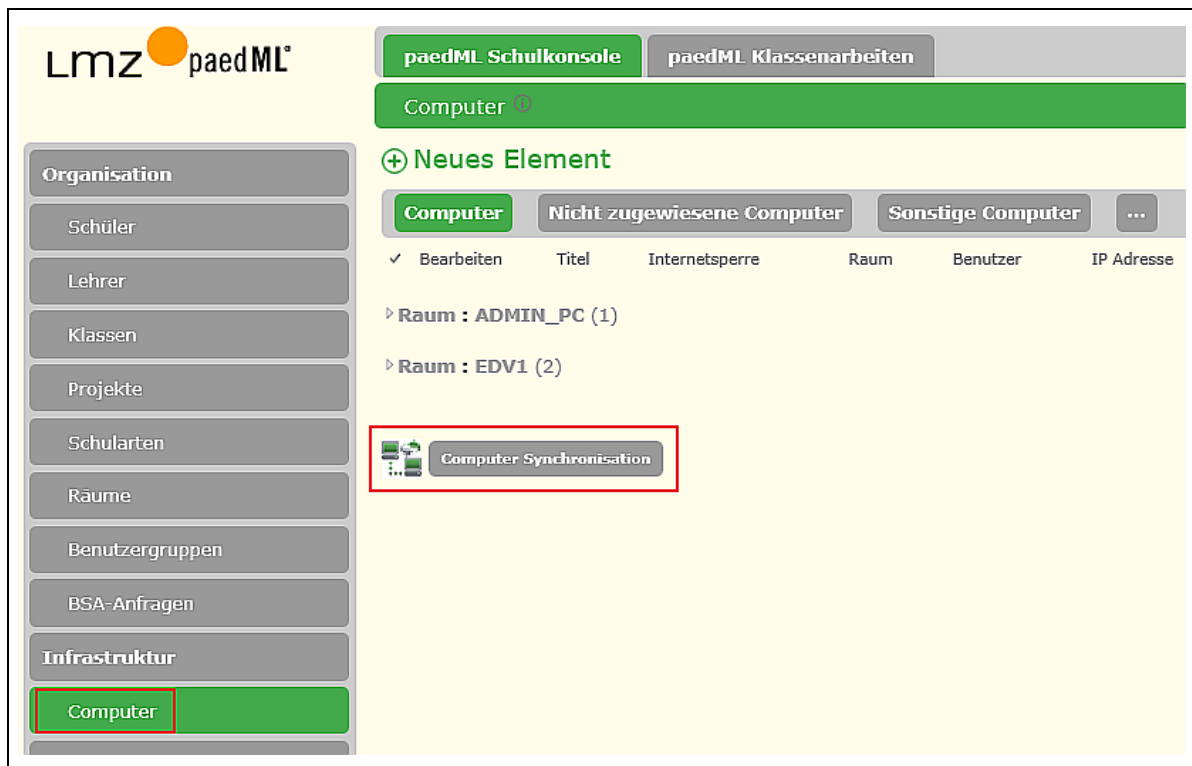 Lmz paedML®
paedML Schulkonsole paedML Klassenarbeiten
Computer
Organisation
Schüler
Lehrer
Klassen
Projekte
Schularten
Räume
Benutzergruppen
BSA-Anfragen
Infrastruktur
Computer
Neues Element
Computer Nicht zugewiesene Computer Sonstige Computer ...
Bearbeiten Titel Internetsperre Raum Benutzer IP Adresse
Raum : ADMIN_PC (1)
Raum : EDV1 (2)
Computer Synchronisation